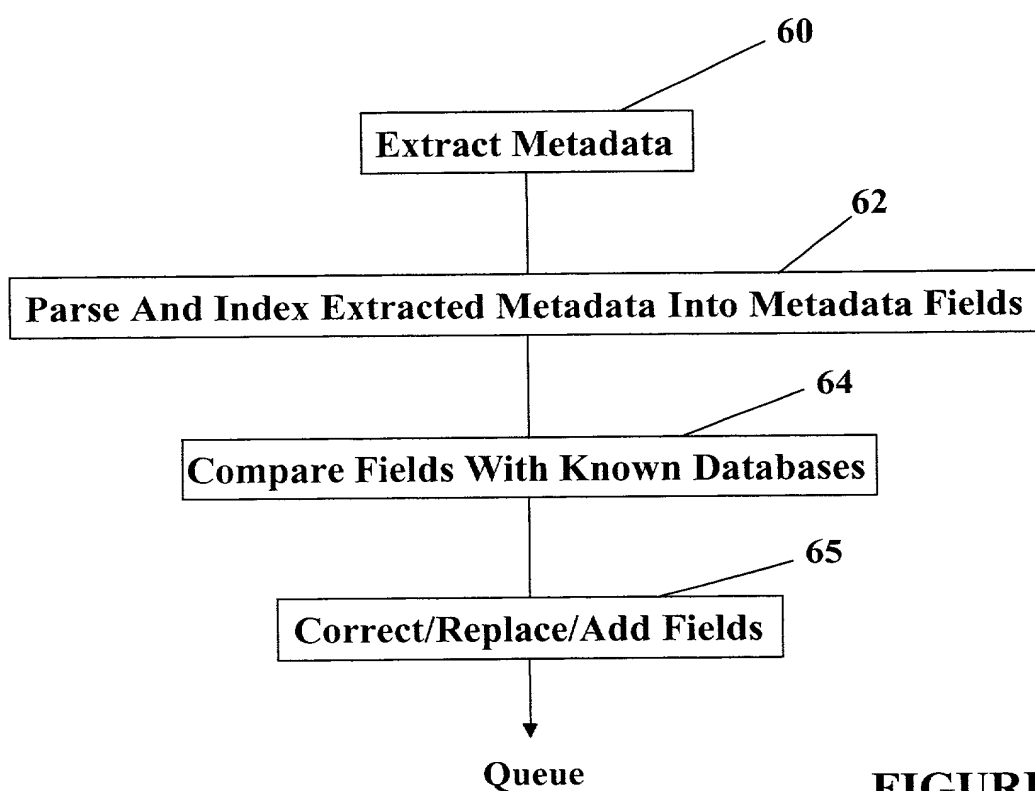 60
Extract Metadata
62
Parse And Index Extracted Metadata Into Metadata Fields
64
Compare Fields With Known Databases
65
Correct/Replace/Add Fields
Queue